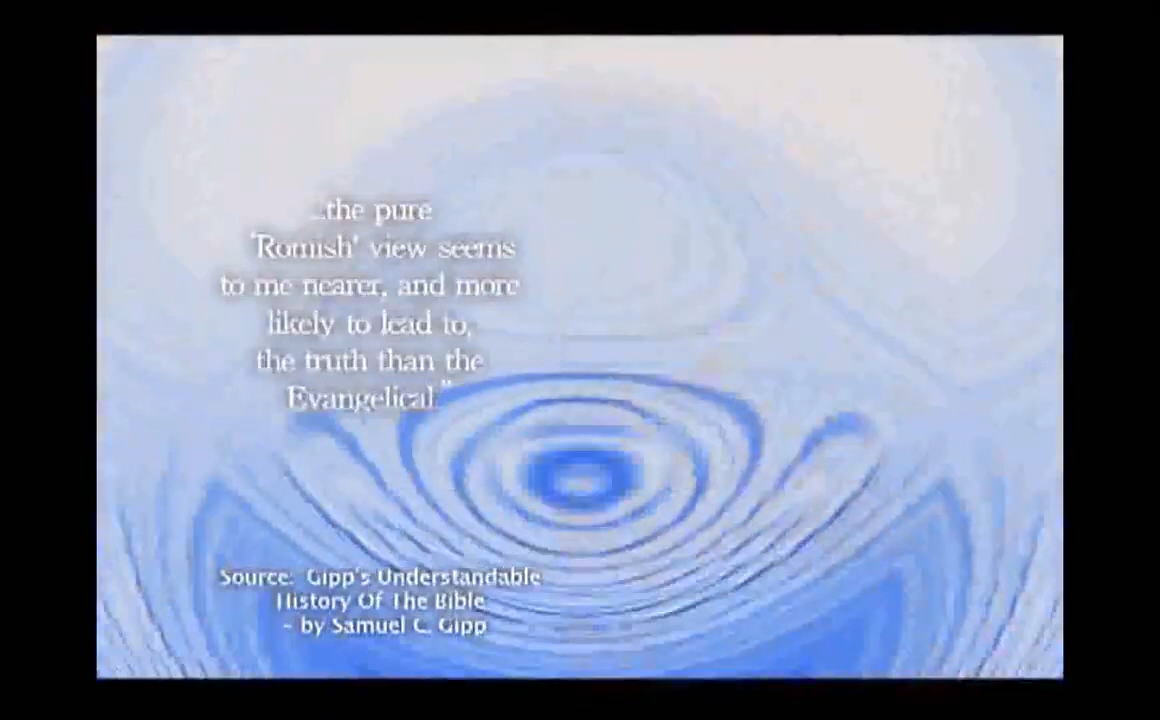 ...the pure
'Romish' view seems
to me nearer, and more
likely to lead to,
the truth than the
Evangelical."
Source: Gipp's Understandable
History Of The Bible
- by Samuel C. Gipp